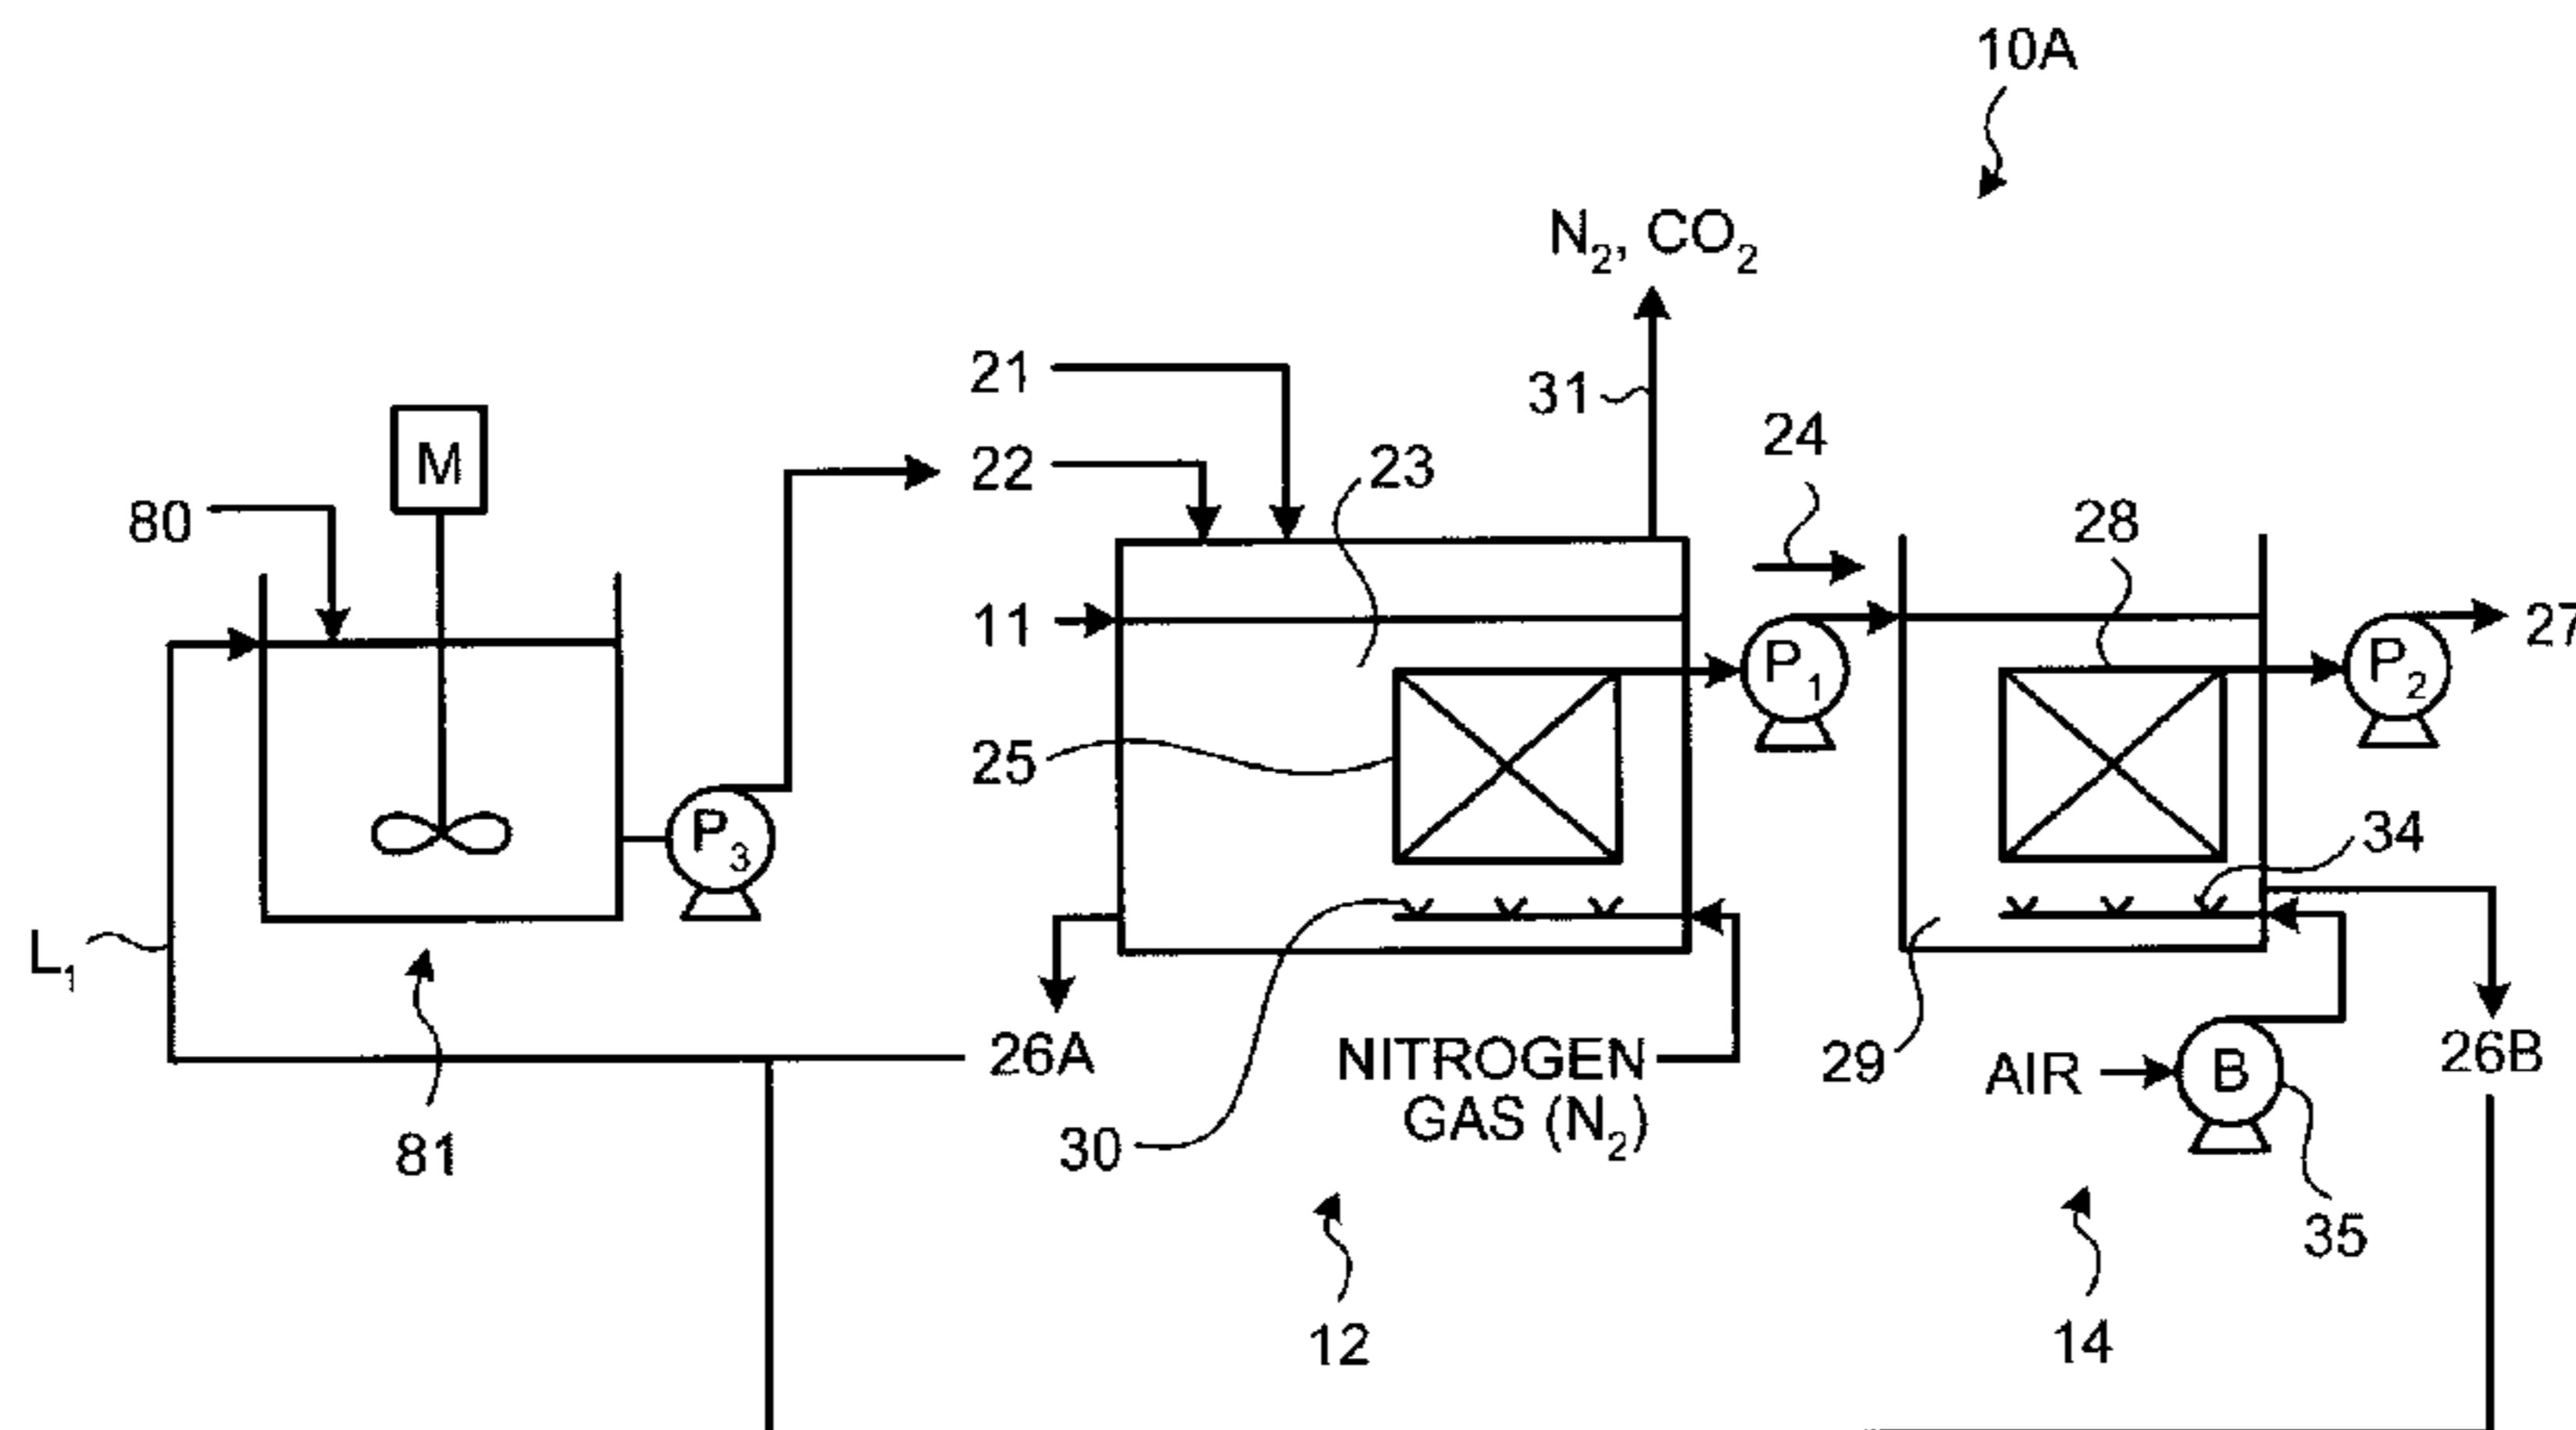 10A
N₂, CO₂
21
31
24
M
22
23
80
28
11
P₁
P₂
27
25
P₃
34
L₁
26A
NITROGEN
GAS (N₂)
29
AIR
B
26B
30
81
35
12
14